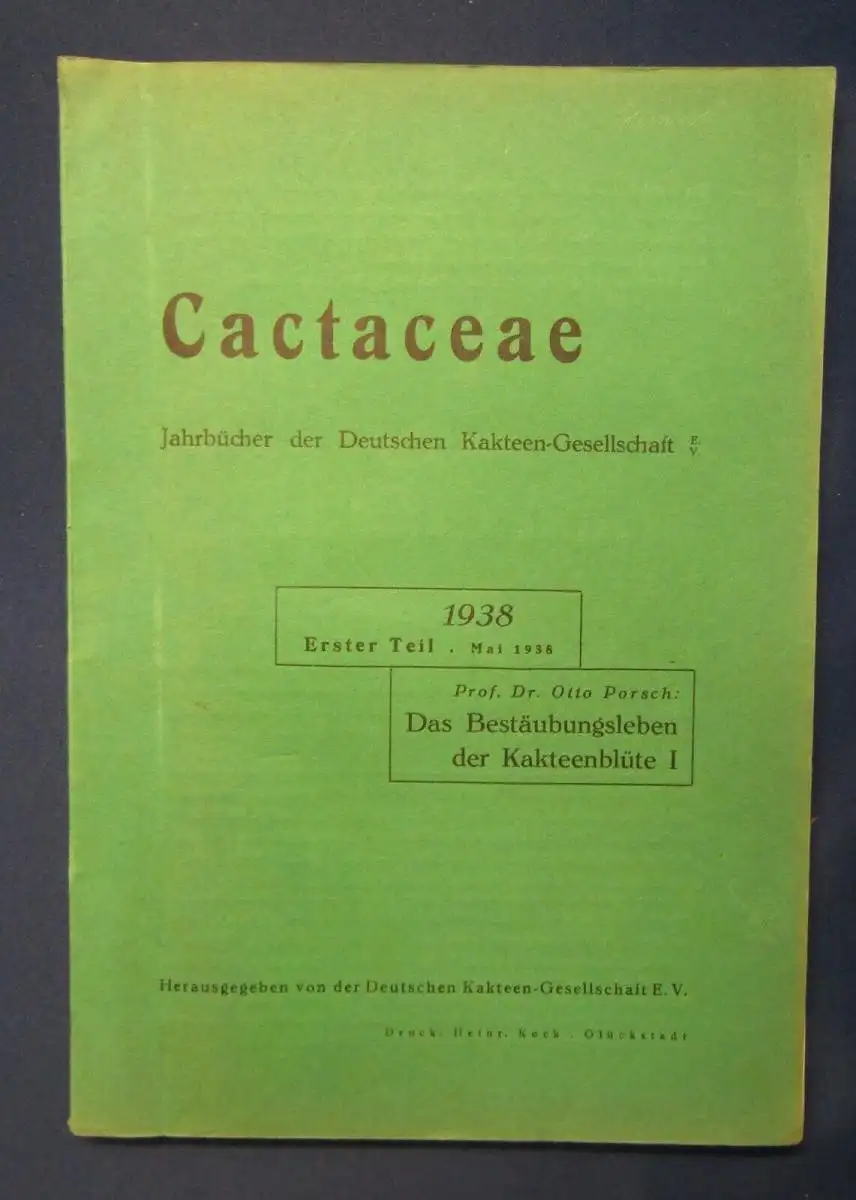 Cactaceae
Jahrbücher der Deutschen Kakteen-Gesellschaft E. V.
1938
Erster Teil . Mai 1938
Prof. Dr. Otto Porsch:
Das Bestäubungsleben
der Kakteenblüte I
Herausgegeben von der Deutschen Kakteen-Gesellschaft E. V.
Druck: Heinr. Kock . Glückstadt